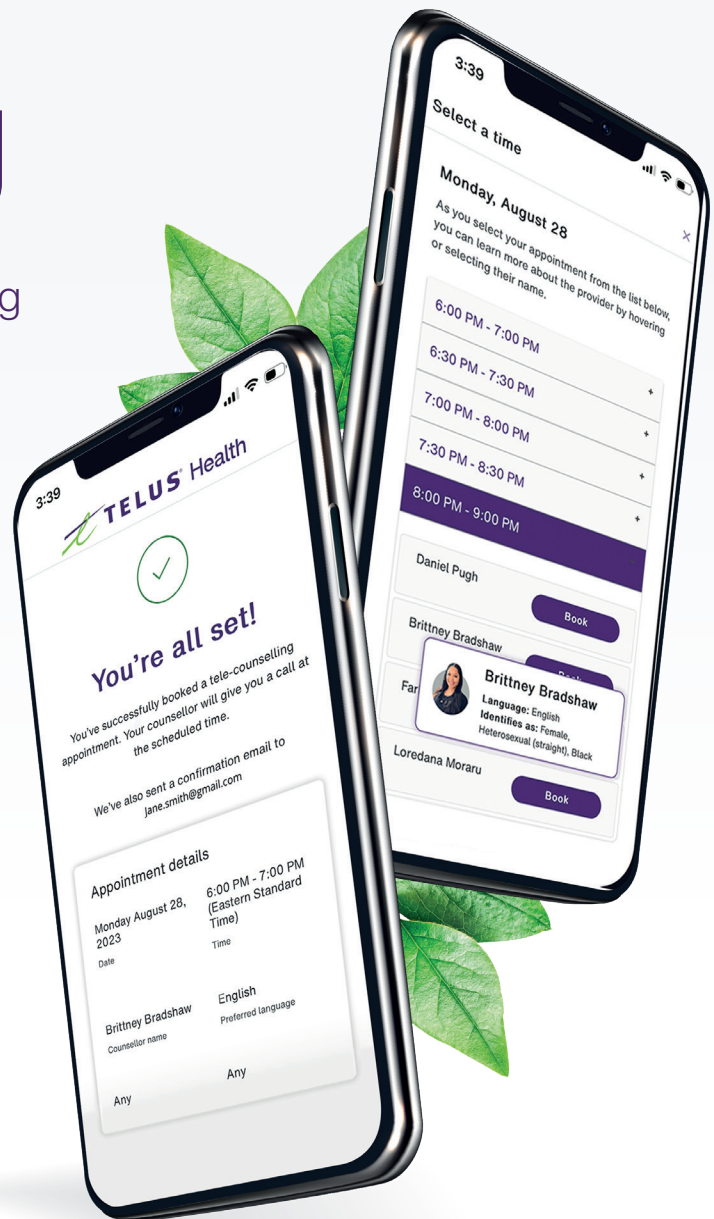 g
3:39
Select a time
Monday, August 28
×
As you select your appointment from the list below,
you can learn more about the provider by hovering
or selecting their name.
6:00 PM - 7:00 PM
+
6:30 PM - 7:30 PM
+
7:00 PM - 8:00 PM
+
7:30 PM - 8:30 PM
+
8:00 PM - 9:00 PM
Daniel Pugh
Book
Brittney Bradshaw
Book
Brittney Bradshaw
Language: English
Identifies as: Female,
Heterosexual (straight), Black
Far
Loredana Moraru
Book
3:39
TELUS® Health
You're all set!
You've successfully booked a tele-counselling
appointment. Your counsellor will give you a call at
the scheduled time.
We've also sent a confirmation email to
Jane.smith@gmail.com
Appointment details
Monday August 28,
2023
Date
6:00 PM - 7:00 PM
(Eastern Standard
Time)
Time
Brittney Bradshaw
Counsellor name
English
Preferred language
Any
Any